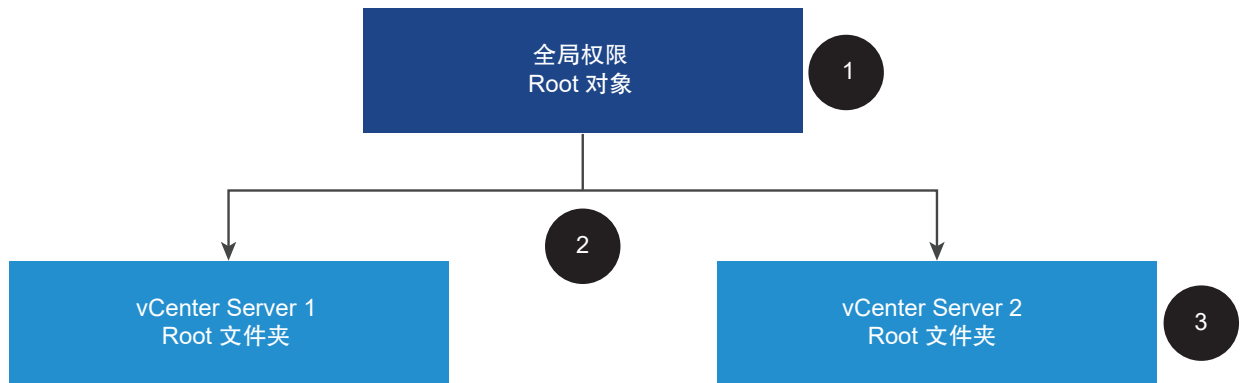 全局权限
Root 对象
1
2
vCenter Server 1
Root 文件夹
vCenter Server 2
Root 文件夹
3